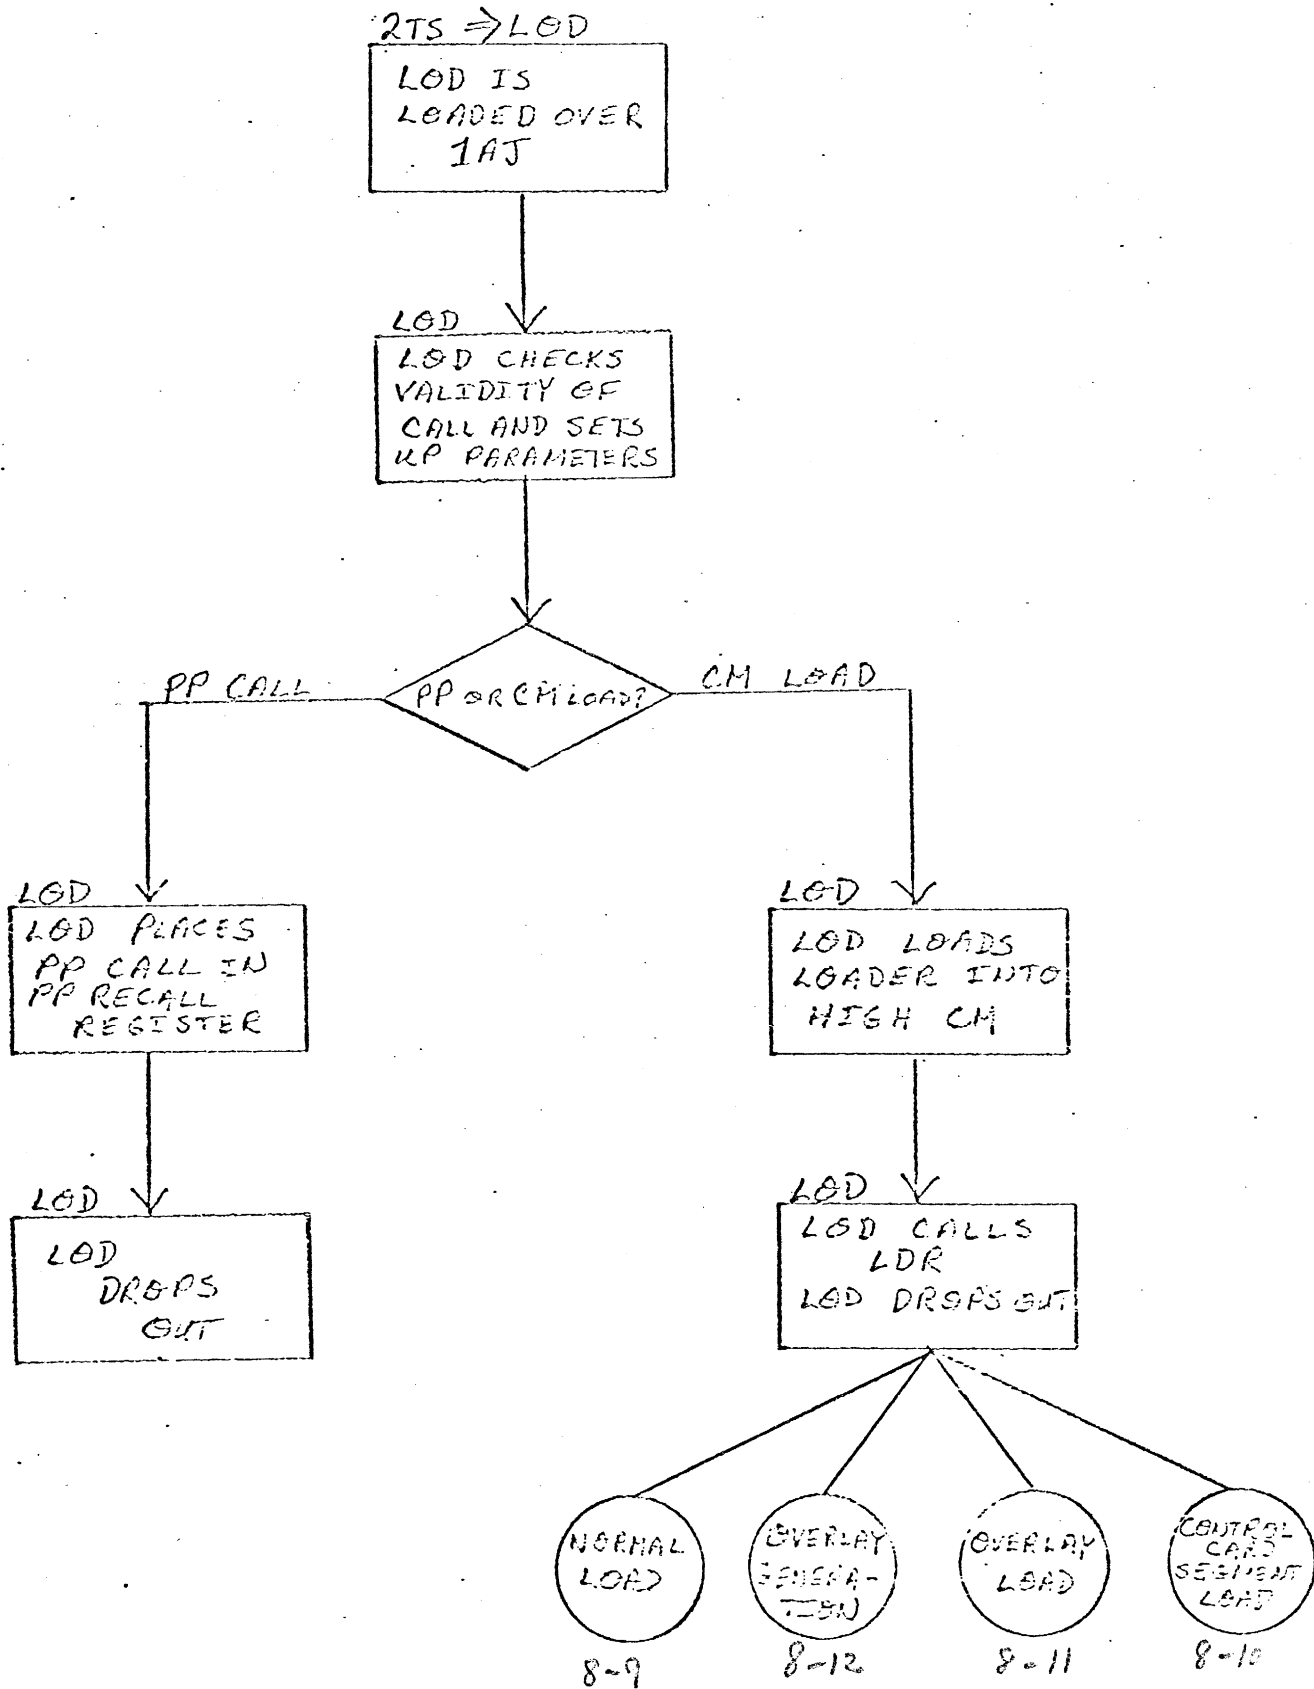 2TS ⇒ LOD
LOD IS
LOADED OVER
1AJ
LOD
LOD CHECKS
VALIDITY OF
CALL AND SETS
UP PARAMETERS
PP CALL
PP OR CM LOAD?
CM LOAD
LOD
LOD PLACES
PP CALL IN
PP RECALL
REGISTER
LOD
LOD LOADS
LOADER INTO
HIGH CM
LOD
LOD
DROPS
OUT
LOD
LOD CALLS
LDR
LOD DROPS OUT
NORMAL
LOAD
8-9
OVERLAY
GENERA-
TION
8-12
OVERLAY
LOAD
8-11
CONTROL
CARD
SEGMENT
LOAD
8-10